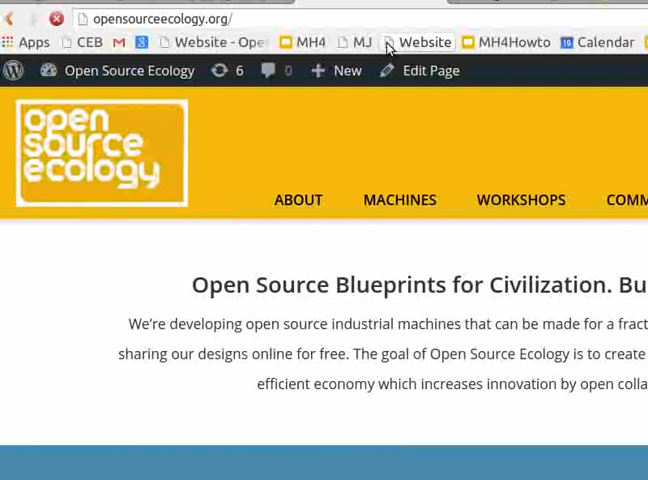 opensourceecology.org/
Apps CEB Website - Ope MH4 MJ Website MH4Howto 19 Calendar
Open Source Ecology 6 0 New Edit Page
open
source
ecology
ABOUT MACHINES WORKSHOPS COMM
Open Source Blueprints for Civilization. Bu
We're developing open source industrial machines that can be made for a fract
sharing our designs online for free. The goal of Open Source Ecology is to create
efficient economy which increases innovation by open colla